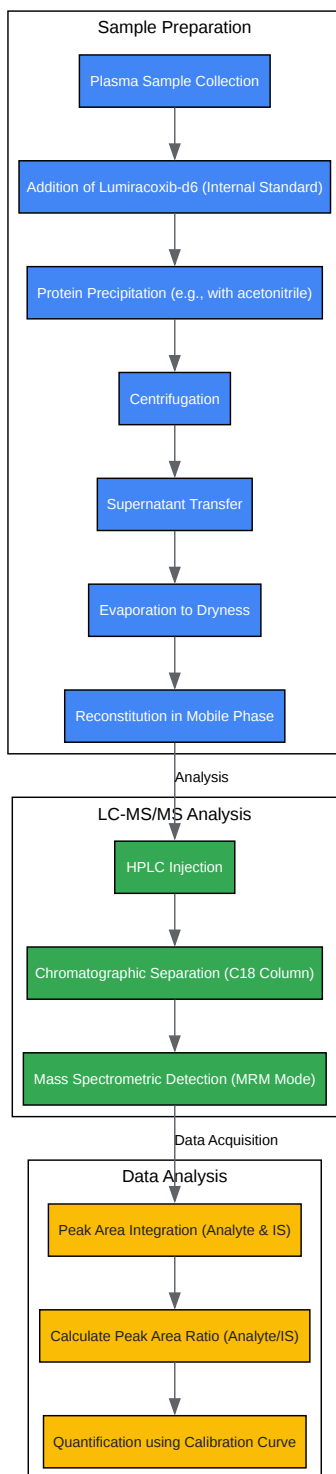 Sample Preparation
Plasma Sample Collection
Addition of Lumiracoxib-d6 (Internal Standard)
Protein Precipitation (e.g., with acetonitrile)
Centrifugation
Supernatant Transfer
Evaporation to Dryness
Reconstitution in Mobile Phase
Analysis
LC-MS/MS Analysis
HPLC Injection
Chromatographic Separation (C18 Column)
Mass Spectrometric Detection (MRM Mode)
Data Acquisition
Data Analysis
Peak Area Integration (Analyte & IS)
Calculate Peak Area Ratio (Analyte/IS)
Quantification using Calibration Curve